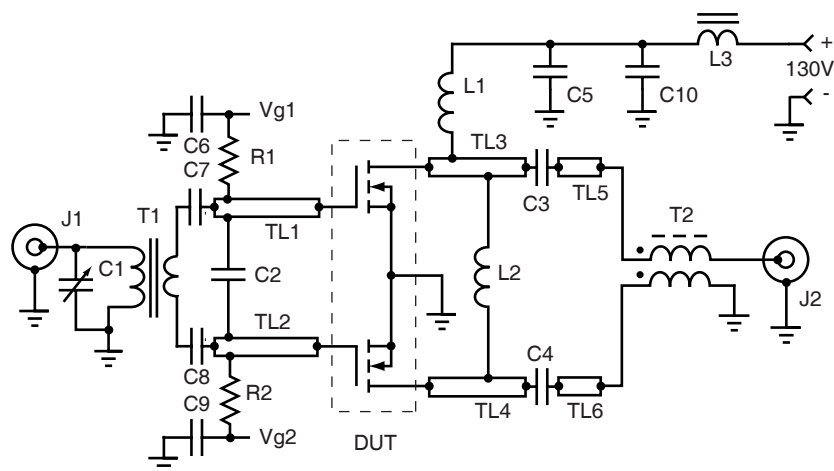 L3
+
130V
-
L1
C5
C10
Vg1
C6
C7
R1
TL3
J1
T1
TL1
C3
TL5
T2
C1
C2
L2
J2
TL2
C4
C8
C9
R2
TL4
TL6
Vg2
DUT